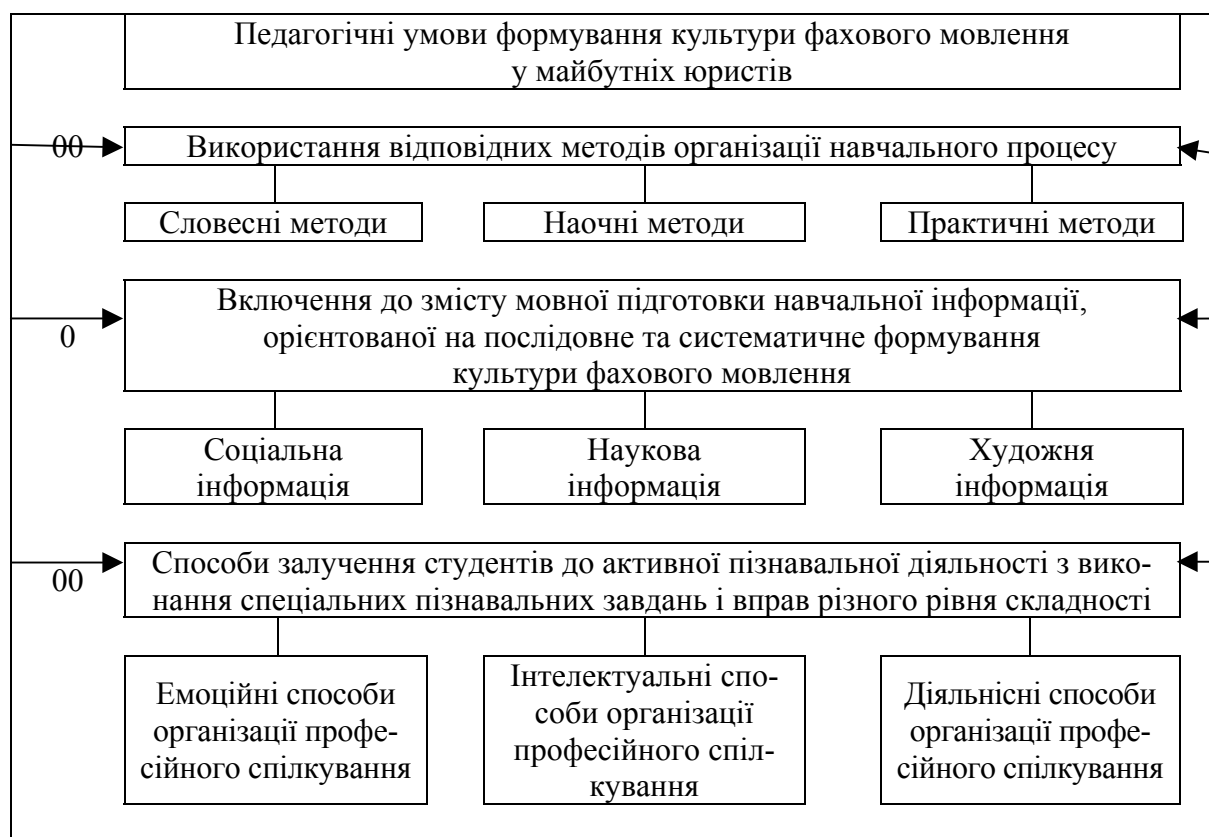 Педагогічні умови формування культури фахового мовлення
у майбутніх юристів
00
Використання відповідних методів організації навчального процесу
Словесні методи
Наочні методи
Практичні методи
Включення до змісту мовної підготовки навчальної інформації,
орієнтованої на послідовне та систематичне формування
культури фахового мовлення
0
Соціальна
інформація
Наукова
інформація
Художня
інформація
Способи залучення студентів до активної пізнавальної діяльності з вико-
нання спеціальних пізнавальних завдань і вправ різного рівня складності
00
Емоційні способи
організації профе-
сійного спілкування
Інтелектуальні спо-
соби організації
професійного спіл-
кування
Діяльнісні способи
організації профе-
сійного спілкування